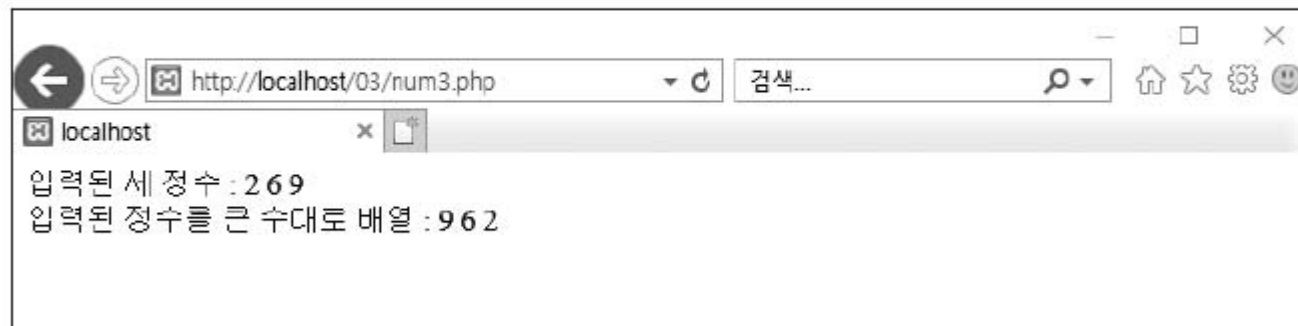 http://localhost/03/num3.php
검색...
localhost
입력된 세 정수 : 2 6 9
입력된 정수를 큰 수대로 배열 : 9 6 2